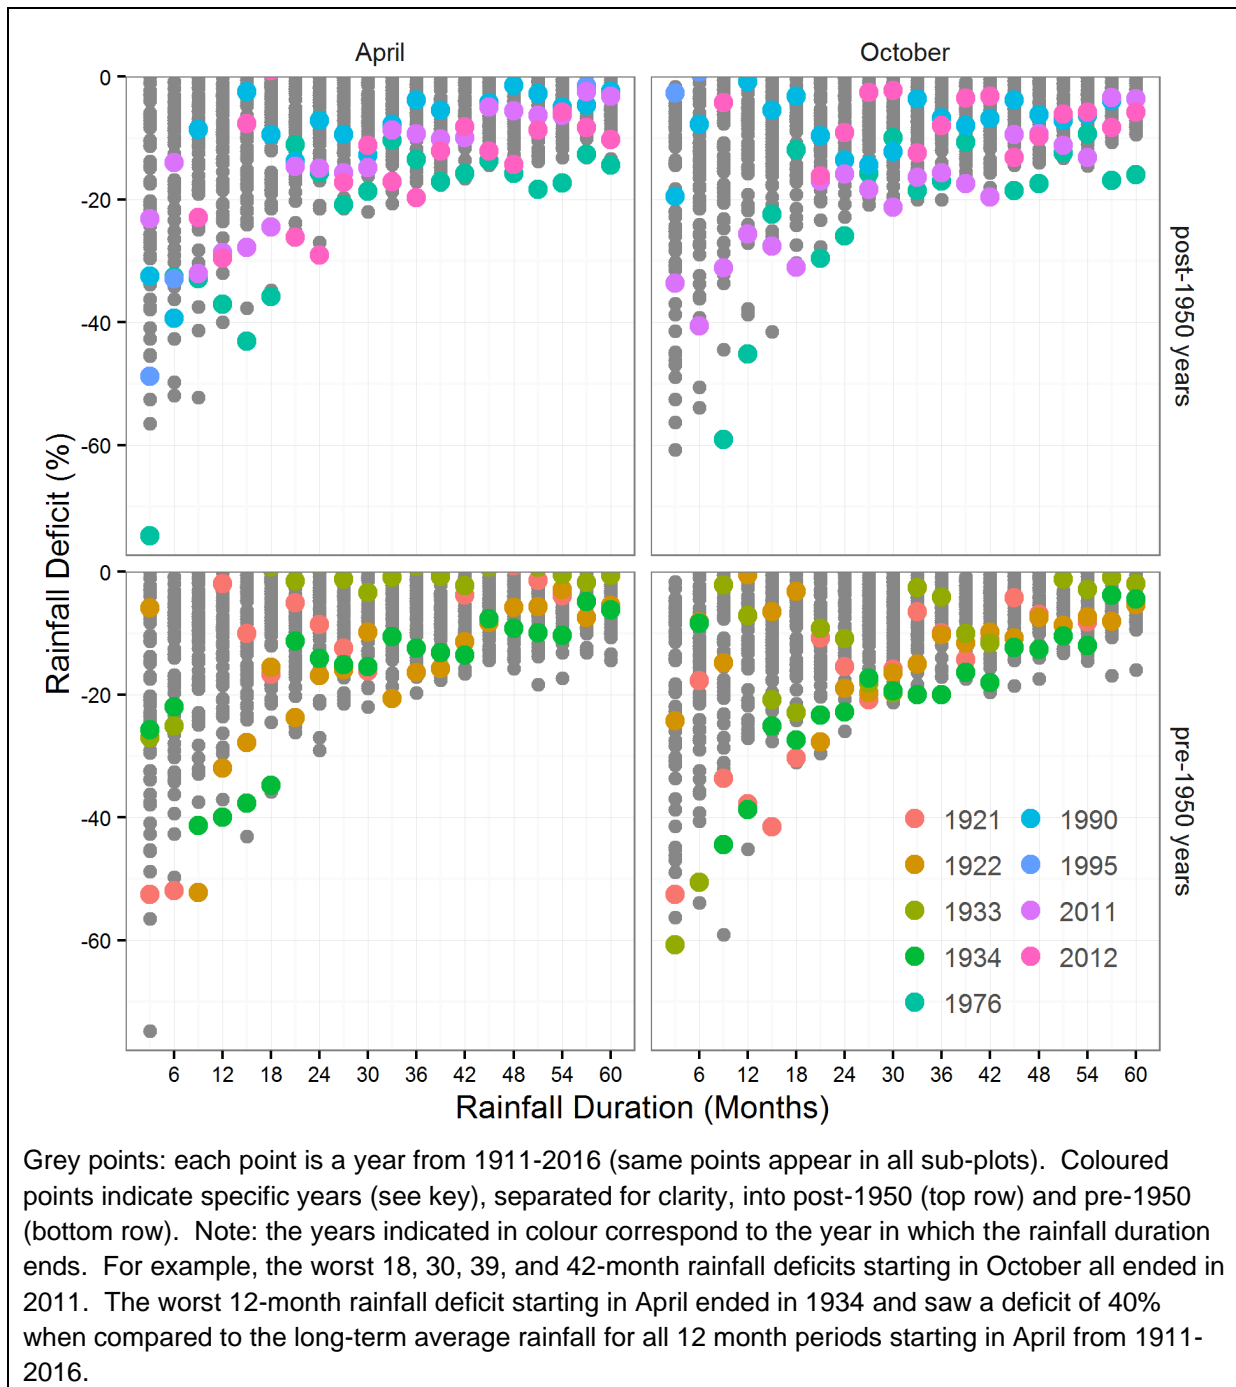 April
October
0
-20
-40
-60
post-1950 years
Rainfall Deficit (%)
0
-20
-40
-60
pre-1950 years
1921
1990
1922
1995
1933
2011
1934
2012
1976
6 12 18 24 30 36 42 48 54 60
6 12 18 24 30 36 42 48 54 60
Rainfall Duration (Months)
Grey points: each point is a year from 1911-2016 (same points appear in all sub-plots). Coloured
points indicate specific years (see key), separated for clarity, into post-1950 (top row) and pre-1950
(bottom row). Note: the years indicated in colour correspond to the year in which the rainfall duration
ends. For example, the worst 18, 30, 39, and 42-month rainfall deficits starting in October all ended in
2011. The worst 12-month rainfall deficit starting in April ended in 1934 and saw a deficit of 40%
when compared to the long-term average rainfall for all 12 month periods starting in April from 1911-
2016.